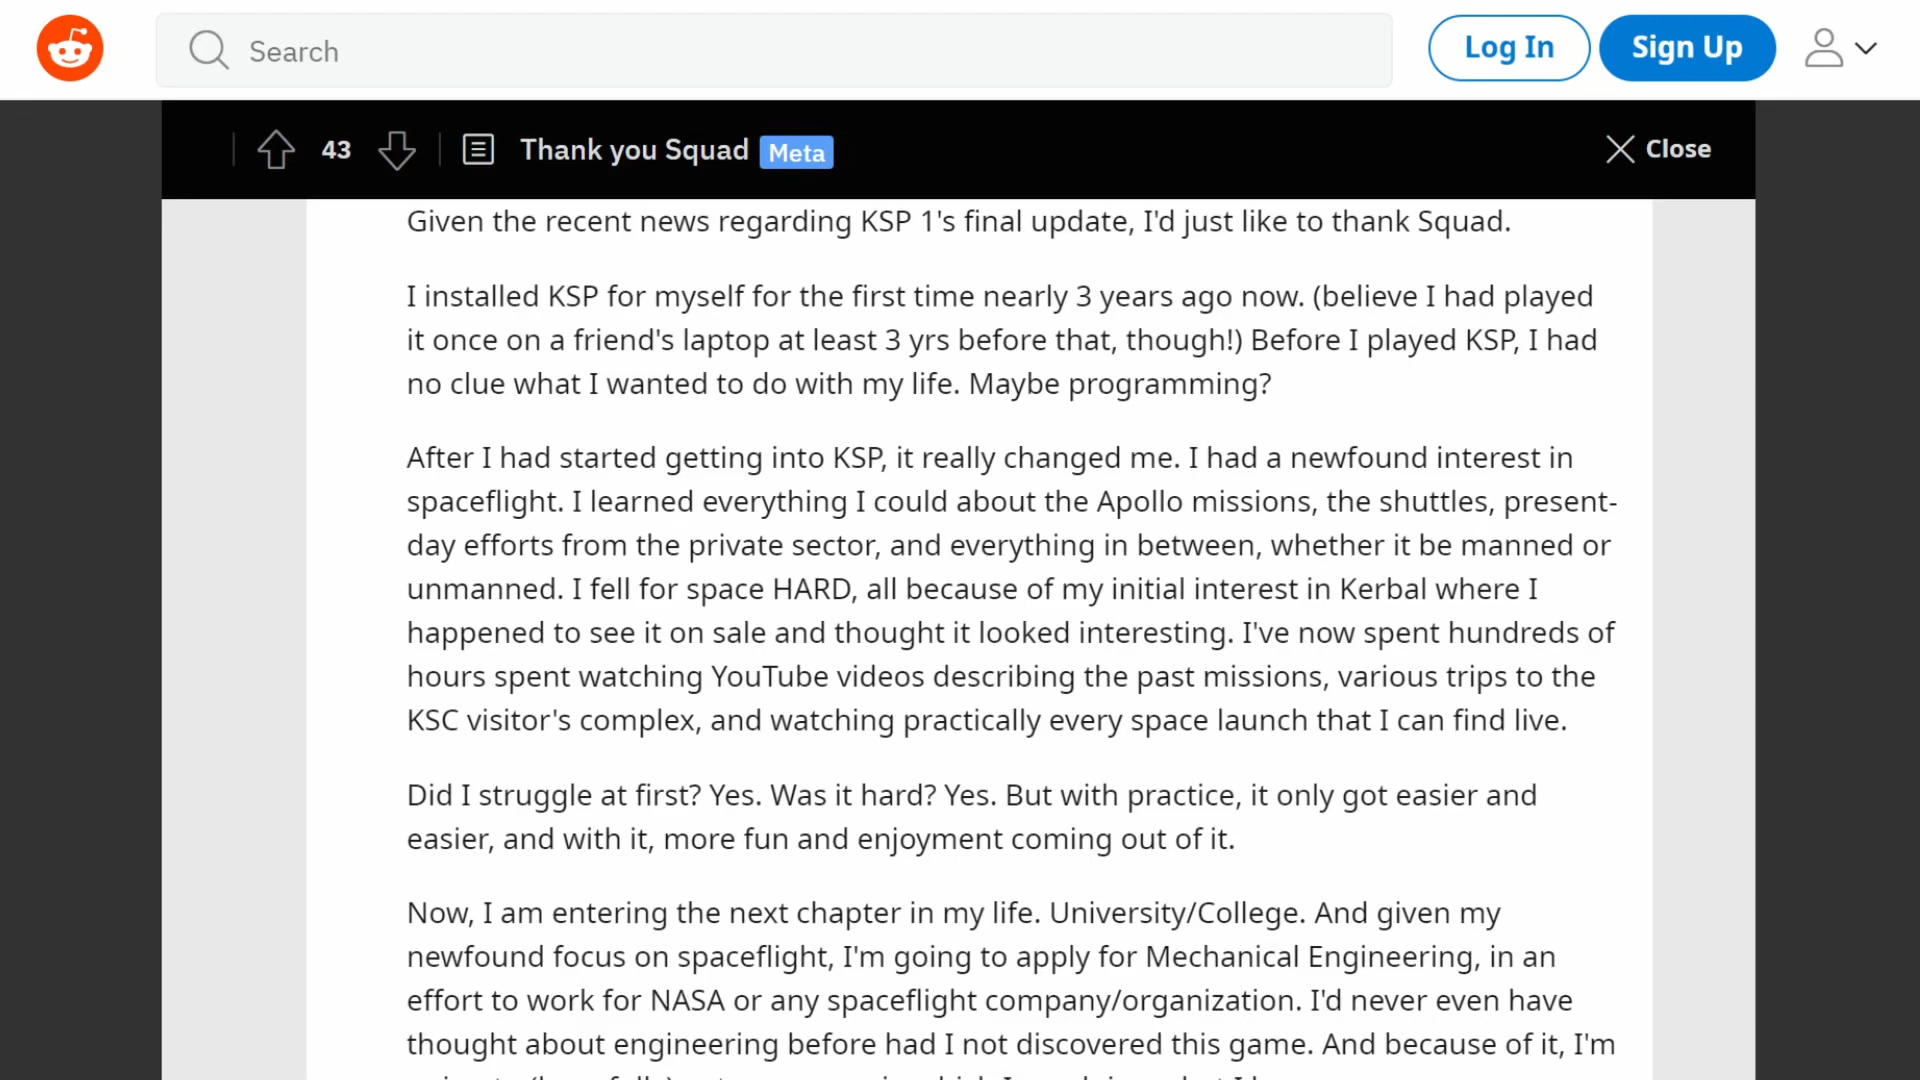 Search
Log In
Sign Up
43
Thank you Squad Meta
Close
Given the recent news regarding KSP 1's final update, I'd just like to thank Squad.
I installed KSP for myself for the first time nearly 3 years ago now. (believe I had played
it once on a friend's laptop at least 3 yrs before that, though!) Before I played KSP, I had
no clue what I wanted to do with my life. Maybe programming?
After I had started getting into KSP, it really changed me. I had a newfound interest in
spaceflight. I learned everything I could about the Apollo missions, the shuttles, present-
day efforts from the private sector, and everything in between, whether it be manned or
unmanned. I fell for space HARD, all because of my initial interest in Kerbal where I
happened to see it on sale and thought it looked interesting. I've now spent hundreds of
hours spent watching YouTube videos describing the past missions, various trips to the
KSC visitor's complex, and watching practically every space launch that I can find live.
Did I struggle at first? Yes. Was it hard? Yes. But with practice, it only got easier and
easier, and with it, more fun and enjoyment coming out of it.
Now, I am entering the next chapter in my life. University/College. And given my
newfound focus on spaceflight, I'm going to apply for Mechanical Engineering, in an
effort to work for NASA or any spaceflight company/organization. I'd never even have
thought about engineering before had I not discovered this game. And because of it, I'm